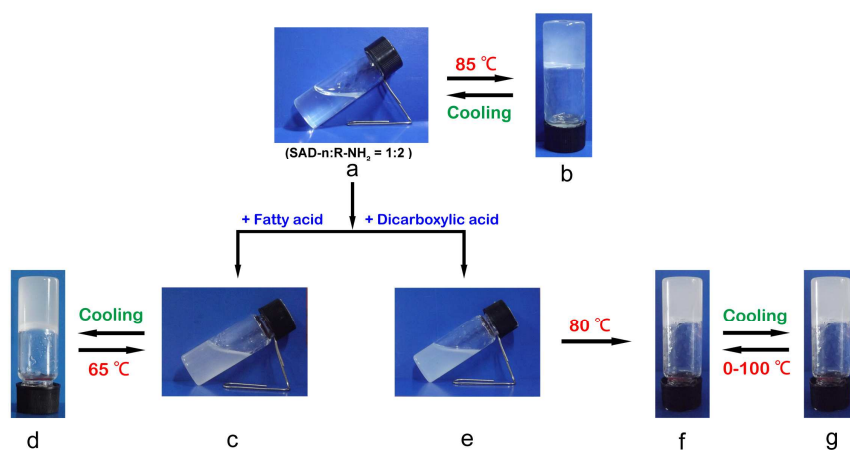 85 ℃
Cooling
(SAD-n:R-NH₂ = 1:2 )
a
b
+ Fatty acid
+ Dicarboxylic acid
Cooling
65 ℃
80 ℃
Cooling
0-100 ℃
d
c
e
f
g